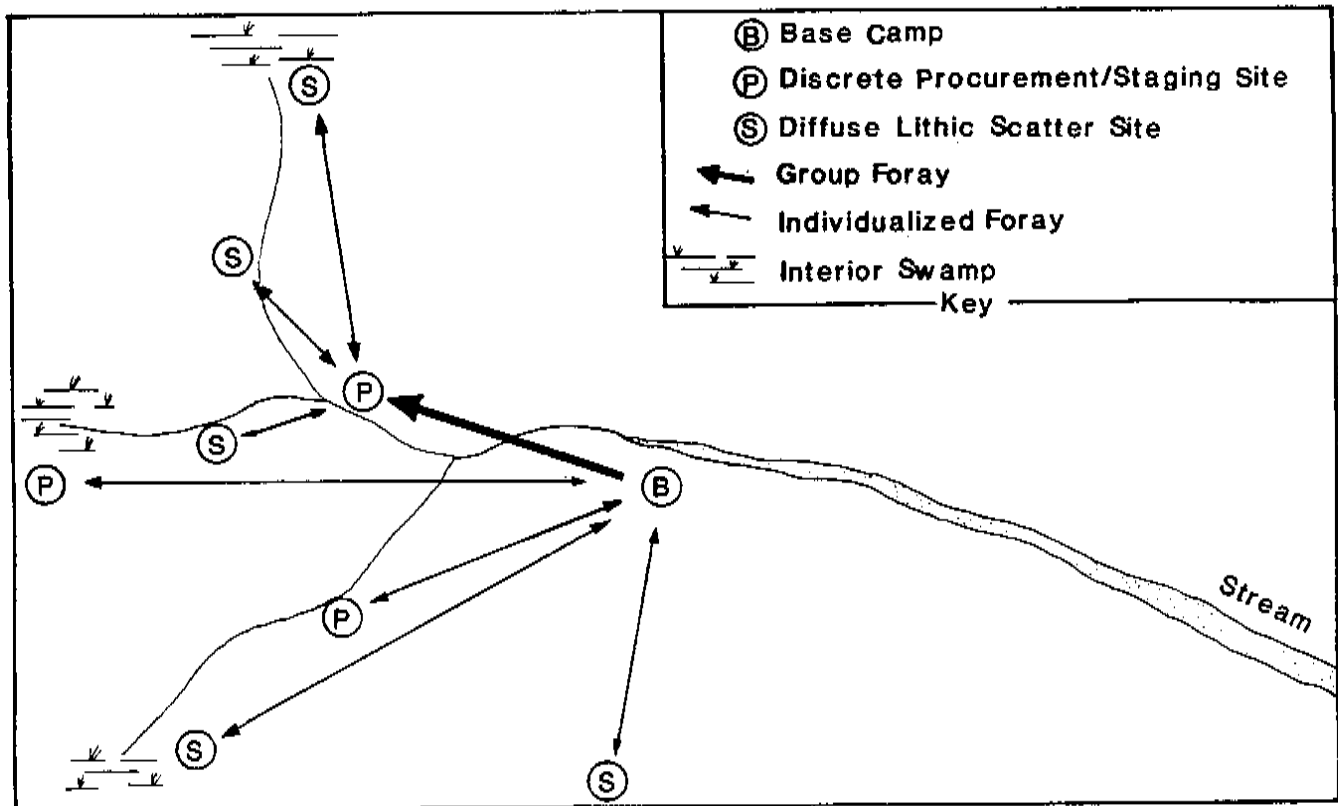 B Base Camp
P Discrete Procurement/Staging Site
S Diffuse Lithic Scatter Site
Group Foray
Individualized Foray
Interior Swamp
Key
S
S
P
S
P
B
P
Stream
S
S